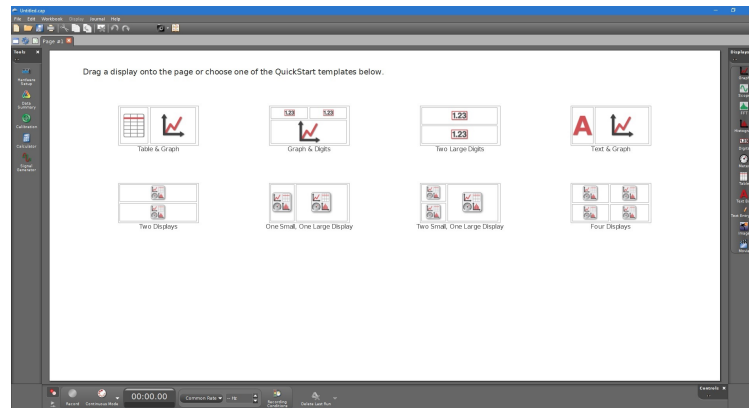 Untitled.cap
File Edit Workbook Display Journal Help
Page #1
Tools
Displays
Drag a display onto the page or choose one of the QuickStart templates below.
Hardware Setup
Data Summary
Calibration
Calculator
Signal Generator
1.23 1.23
1.23
1.23
A
Table & Graph
Graph & Digits
Two Large Digits
Text & Graph
Two Displays
One Small, One Large Display
Two Small, One Large Display
Four Displays
Controls
Record
Continuous Mode
00:00.00
Common Rate
-- Hz
Recording Conditions
Delete Last Run